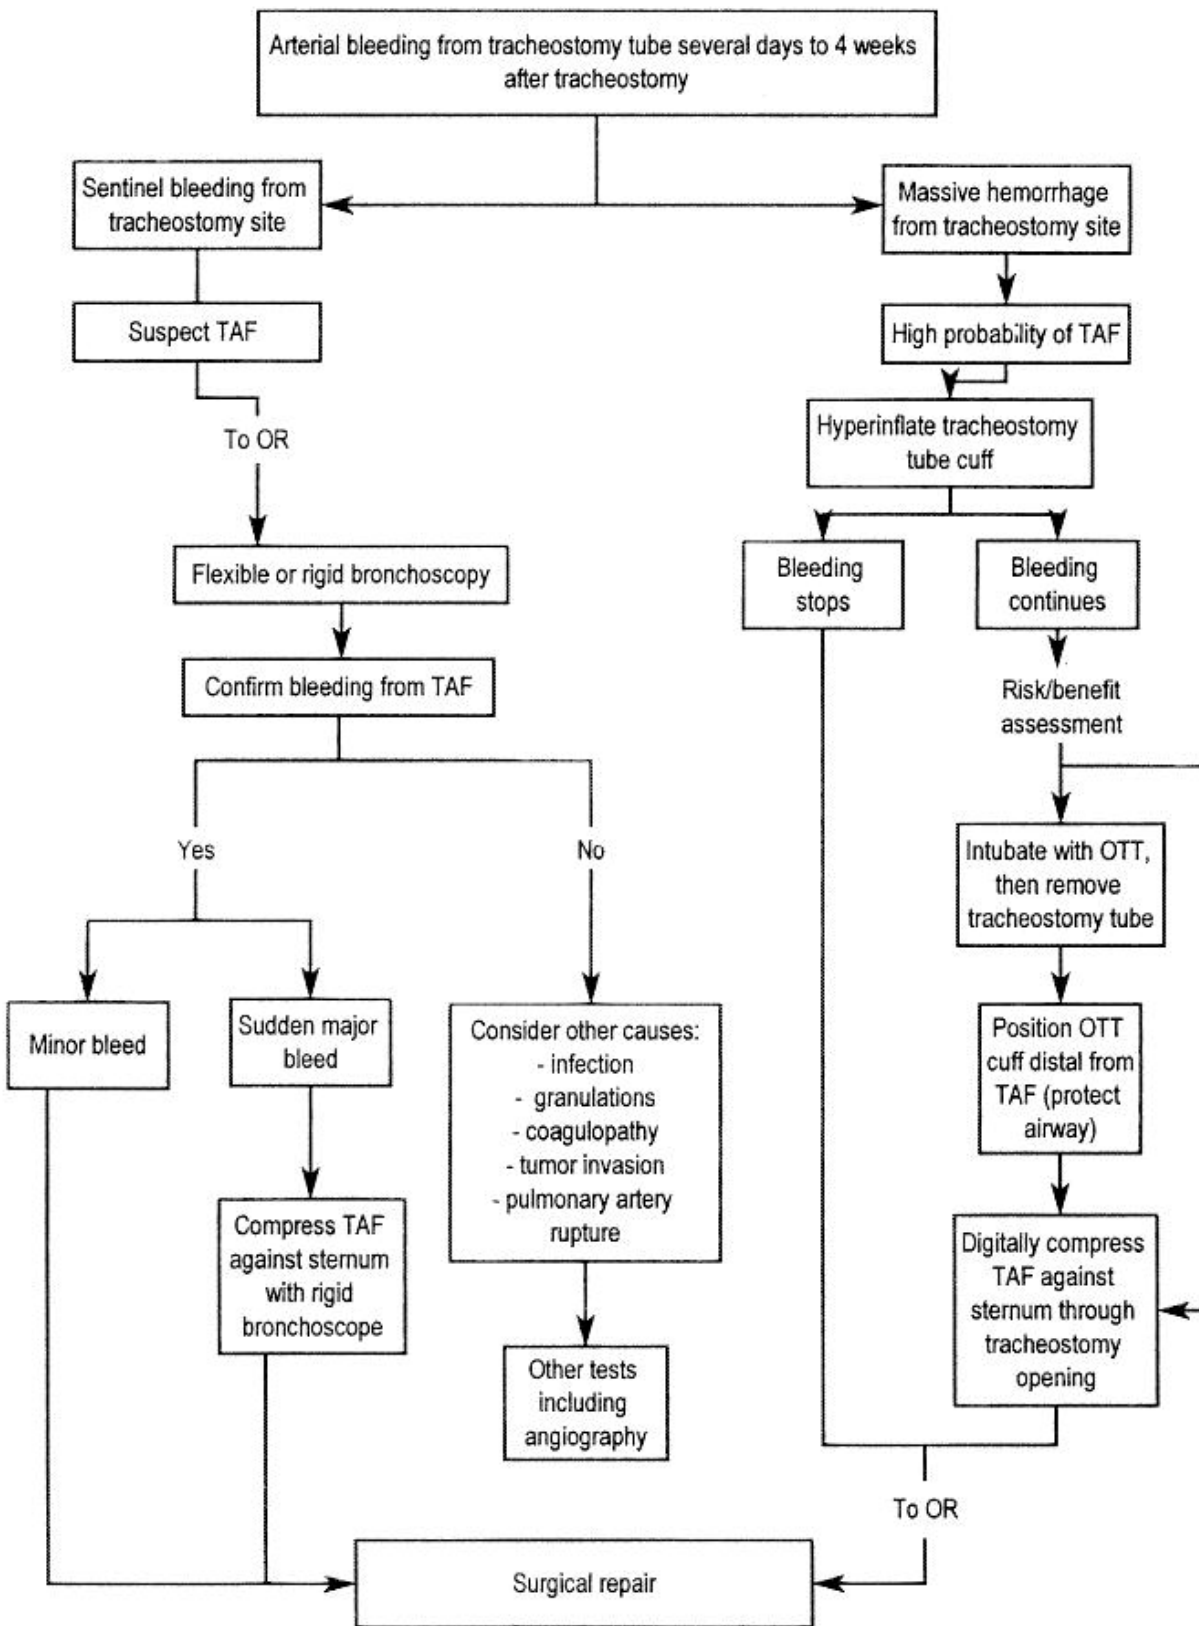 Arterial bleeding from tracheostomy tube several days to 4 weeks
after tracheostomy
Sentinel bleeding from
tracheostomy site
Suspect TAF
To OR
Flexible or rigid bronchoscopy
Confirm bleeding from TAF
Yes
No
Minor bleed
Sudden major
bleed
Compress TAF
against sternum
with rigid
bronchoscope
Consider other causes:
- infection
- granulations
- coagulopathy
- tumor invasion
- pulmonary artery
rupture
Other tests
including
angiography
Massive hemorrhage
from tracheostomy site
High probability of TAF
Hyperinflate tracheostomy
tube cuff
Bleeding
stops
Bleeding
continues
Risk/benefit
assessment
Intubate with OTT,
then remove
tracheostomy tube
Position OTT
cuff distal from
TAF (protect
airway)
Digitally compress
TAF against
sternum through
tracheostomy
opening
To OR
Surgical repair